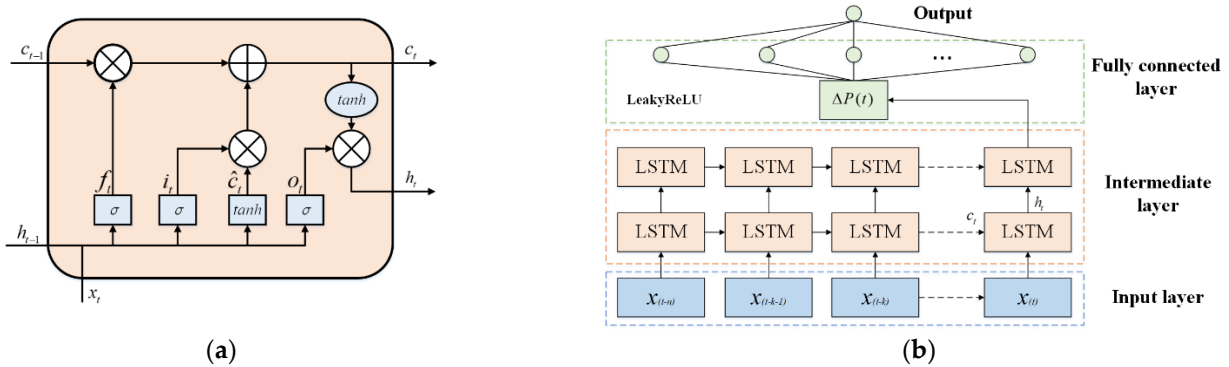 c_{t-1}
c_t
tanh
f_t
i_t
ĉ_t
o_t
h_t
σ
σ
tanh
σ
h_{t-1}
x_t
(a)
Output
Fully connected
layer
LeakyReLU
ΔP(t)
...
LSTM
LSTM
LSTM
LSTM
Intermediate
layer
c_t
h_t
LSTM
LSTM
LSTM
LSTM
x_{(t-n)}
x_{(t-k-1)}
x_{(t-k)}
x_{(t)}
Input layer
(b)